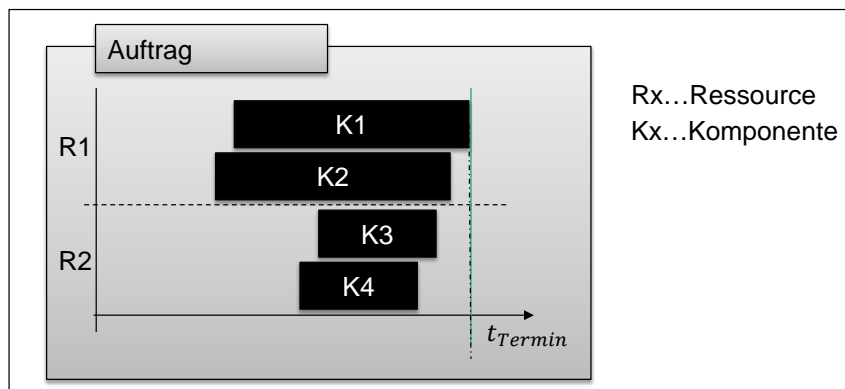 Auftrag
R1
K1
K2
R2
K3
K4
t_Termin
Rx…Ressource
Kx…Komponente